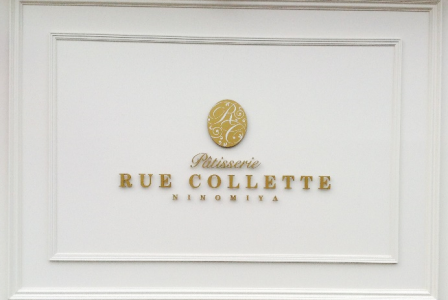 R&C
Pâtisserie
RUE COLLETTE
NINOMIYA